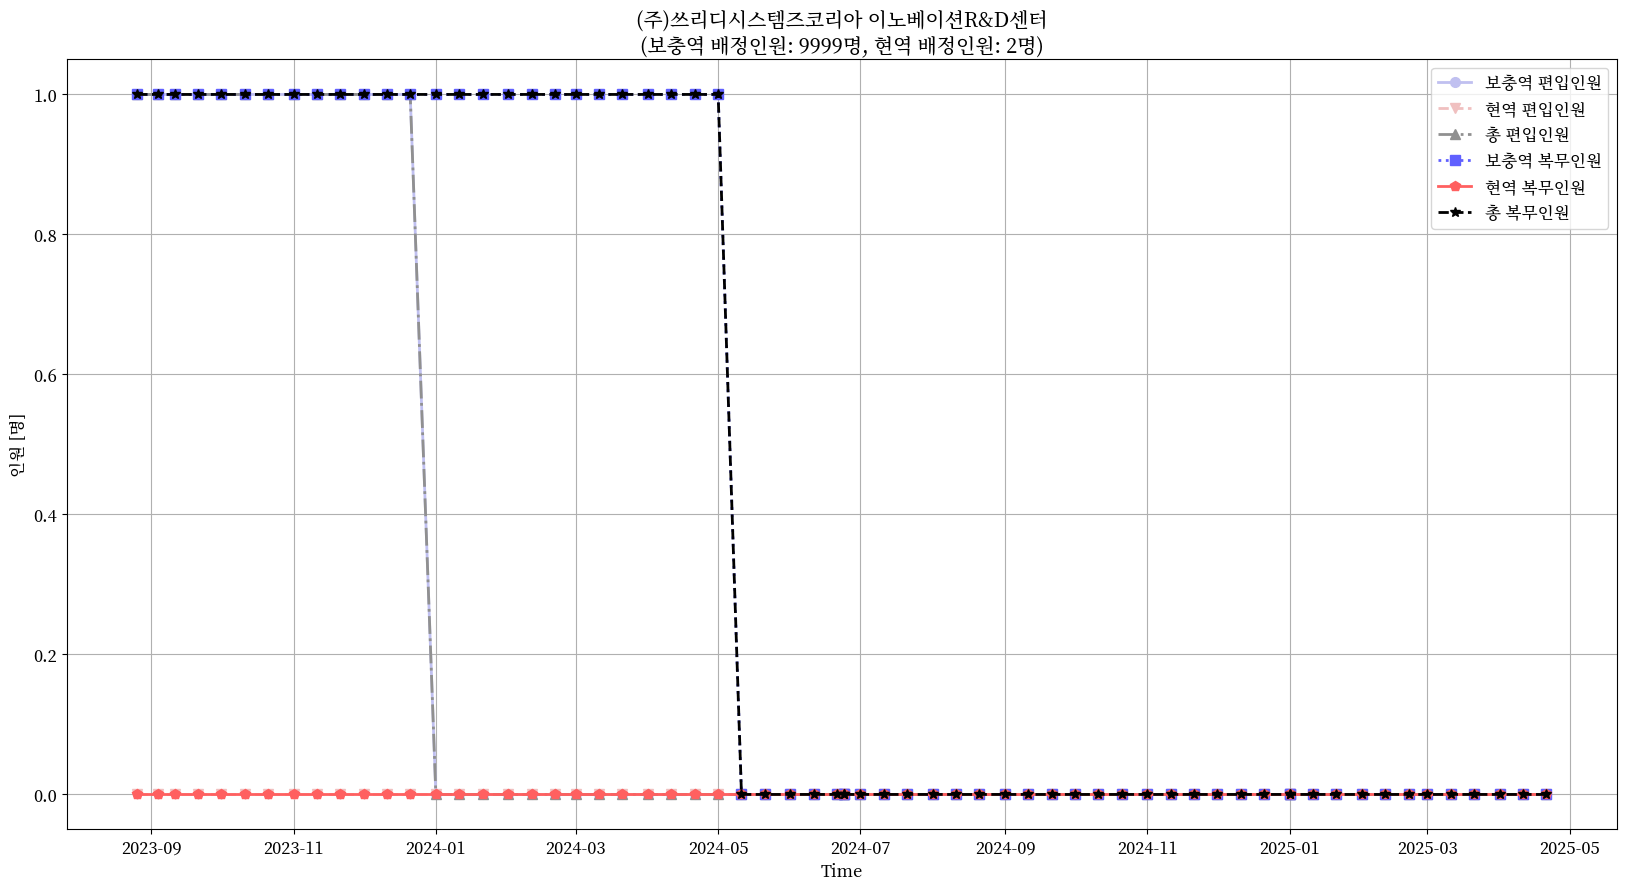 (주)쓰리디시스템즈코리아 이노베이션R&D센터
(보충역 배정인원: 9999명, 현역 배정인원: 2명)
보충역 편입인원
현역 편입인원
총 편입인원
보충역 복무인원
현역 복무인원
총 복무인원
인원 [명]
1.0
0.8
0.6
0.4
0.2
0.0
2023-09
2023-11
2024-01
2024-03
2024-05
2024-07
2024-09
2024-11
2025-01
2025-03
2025-05
Time